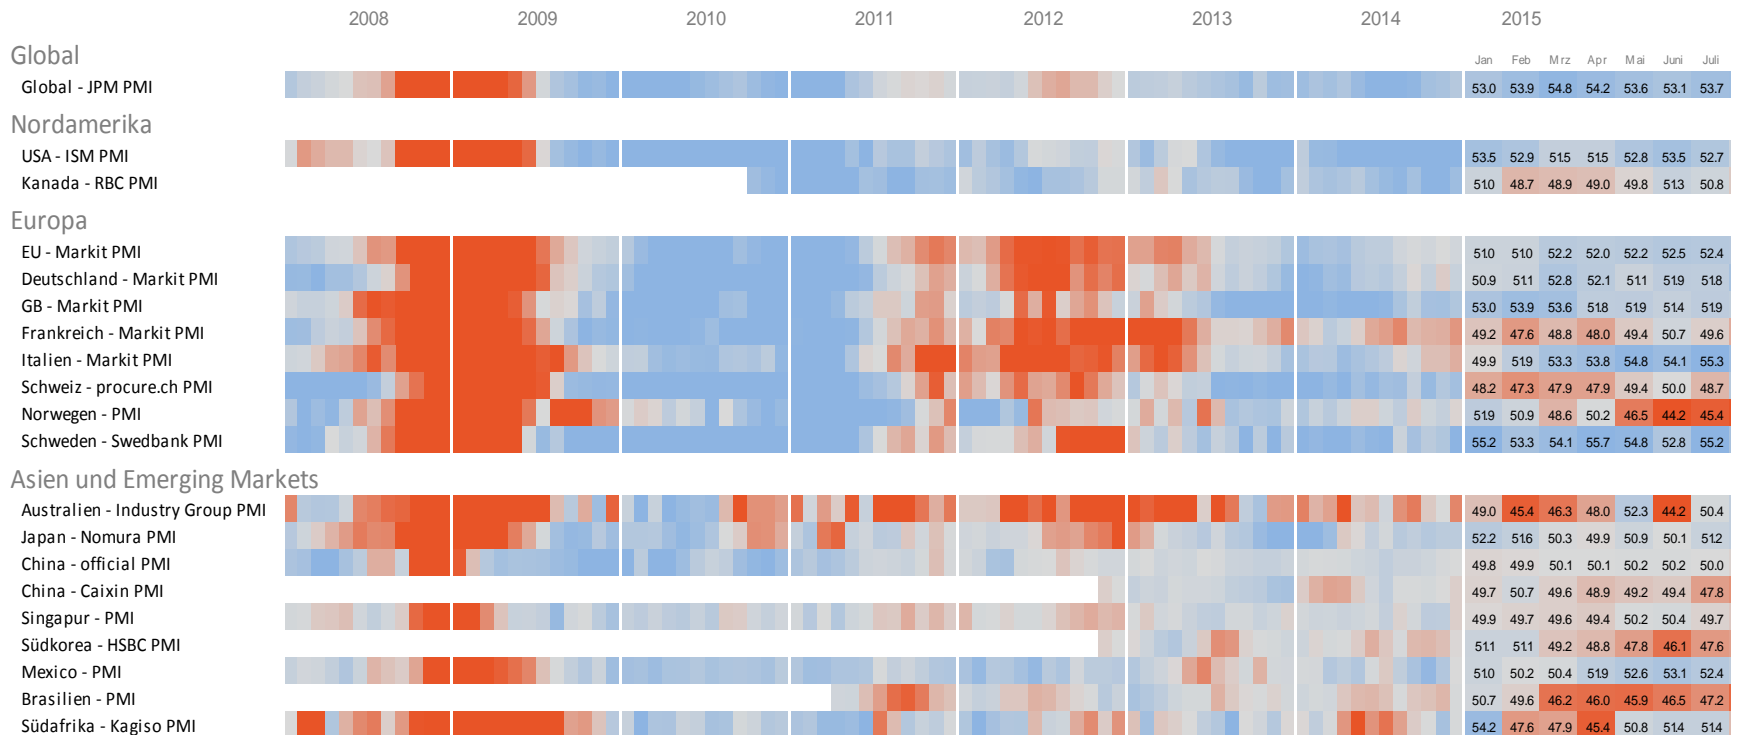 2008 2009 2010 2011 2012 2013 2014 2015
Global Jan Feb Mrz Apr Mai Juni Juli
Global - JPM PMI 53.0 53.9 54.8 54.2 53.6 53.1 53.7
Nordamerika
USA - ISM PMI 53.5 52.9 51.5 51.5 52.8 53.5 52.7
Kanada - RBC PMI 51.0 48.7 48.9 49.0 49.8 51.3 50.8
Europa
EU - Markit PMI 51.0 51.0 52.2 52.0 52.2 52.5 52.4
Deutschland - Markit PMI 50.9 51.1 52.8 52.1 51.1 51.9 51.8
GB - Markit PMI 53.0 53.9 53.6 51.8 51.9 51.4 51.9
Frankreich - Markit PMI 49.2 47.6 48.8 48.0 49.4 50.7 49.6
Italien - Markit PMI 49.9 51.9 53.3 53.8 54.8 54.1 55.3
Schweiz - procure.ch PMI 48.2 47.3 47.9 47.9 49.4 50.0 48.7
Norwegen - PMI 51.9 50.9 48.6 50.2 46.5 44.2 45.4
Schweden - Swedbank PMI 55.2 53.3 54.1 55.7 54.8 52.8 55.2
Asien und Emerging Markets
Australien - Industry Group PMI 49.0 45.4 46.3 48.0 52.3 44.2 50.4
Japan - Nomura PMI 52.2 51.6 50.3 49.9 50.9 50.1 51.2
China - official PMI 49.8 49.9 50.1 50.1 50.2 50.2 50.0
China - Caixin PMI 49.7 50.7 49.6 48.9 49.2 49.4 47.8
Singapur - PMI 49.9 49.7 49.6 49.4 50.2 50.4 49.7
Südkorea - HSBC PMI 51.1 51.1 49.2 48.8 47.8 46.1 47.6
Mexico - PMI 51.0 50.2 50.4 51.9 52.6 53.1 52.4
Brasilien - PMI 50.7 49.6 46.2 46.0 45.9 46.5 47.2
Südafrika - Kagiso PMI 54.2 47.6 47.9 45.4 50.8 51.4 51.4